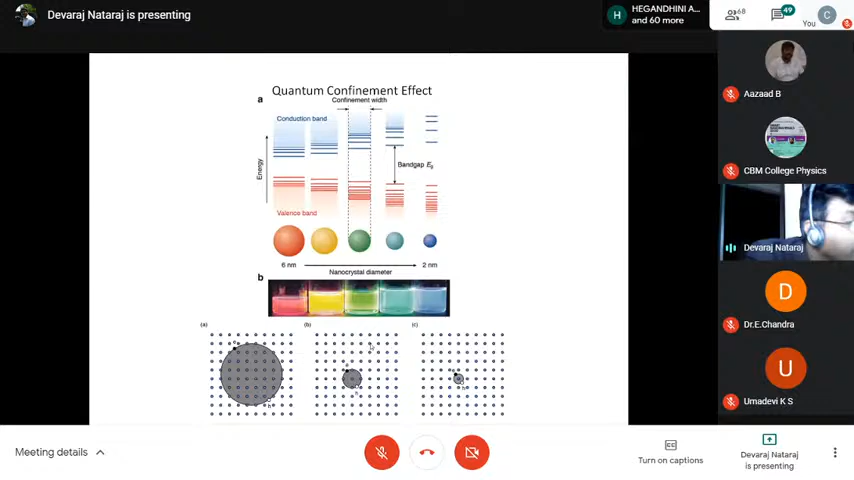 Devaraj Nataraj is presenting
H
HEGANDHINI A...
and 60 more
68
49
You
C
Quantum Confinement Effect
a
Confinement width
Conduction band
Energy
Bandgap Eg
Valence band
6 nm
2 nm
Nanocrystal diameter
b
(a)
(b)
(c)
Aazaad B
CBM College Physics
Devaraj Nataraj
D
Dr.E.Chandra
U
Umadevi K S
Meeting details
Turn on captions
Devaraj Nataraj
is presenting